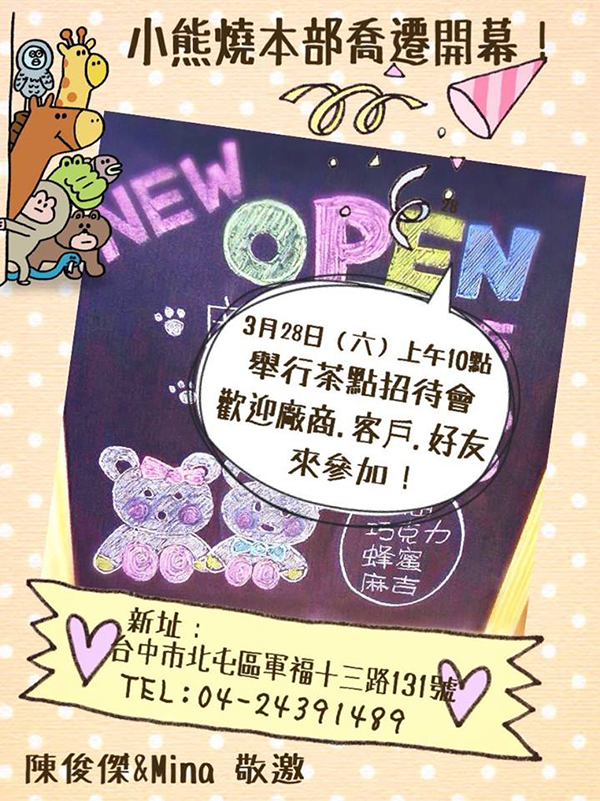 小熊燒本部喬遷開幕！
NEW
OPEN
3月28日（六）上午10點
舉行茶點招待會
歡迎廠商.客戶.好友
來參加！
巧克力
蜂蜜
麻吉
新址：
台中市北屯區軍福十三路131號
TEL:04-24391489
陳俊傑&Mina 敬邀